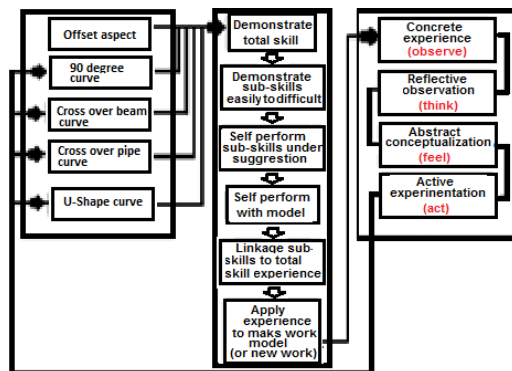 Offset aspect
90 degree
curve
Cross over beam
curve
Cross over pipe
curve
U-Shape curve
Demonstrate
total skill
Demonstrate
sub-skills
easily to difficult
Self perform
sub-skills under
suggestion
Self perform
with model
Linkage sub-
skills to total
skill experience
Apply
experience
to maks work
model
(or new work)
Concrete
experience
(observe)
Reflective
observation
(think)
Abstract
conceptualization
(feel)
Active
experinentation
(act)